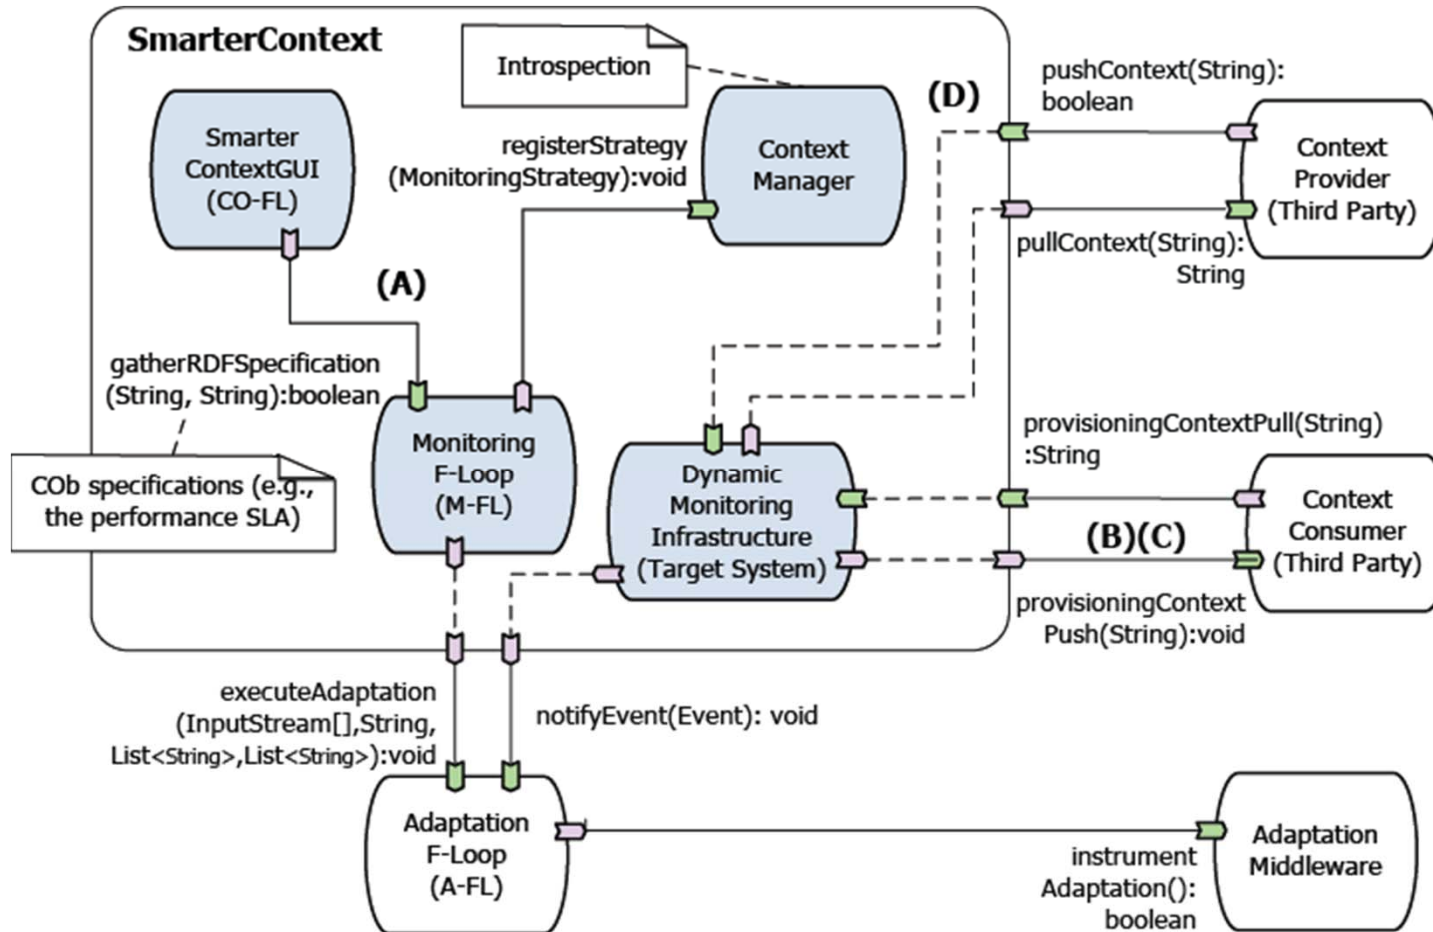 SmarterContext
Introspection
Smarter
ContextGUI
(CO-FL)
registerStrategy
(MonitoringStrategy):void
Context
Manager
(D)
pushContext(String):
boolean
Context
Provider
(Third Party)
pullContext(String):
String
(A)
gatherRDFSpecification
(String, String):boolean
COb specifications (e.g.,
the performance SLA)
Monitoring
F-Loop
(M-FL)
Dynamic
Monitoring
Infrastructure
(Target System)
provisioningContextPull(String)
:String
Context
Consumer
(Third Party)
(B)(C)
provisioningContext
Push(String):void
executeAdaptation
(InputStream[],String,
List<String>,List<String>):void
notifyEvent(Event): void
Adaptation
F-Loop
(A-FL)
instrument
Adaptation():
boolean
Adaptation
Middleware